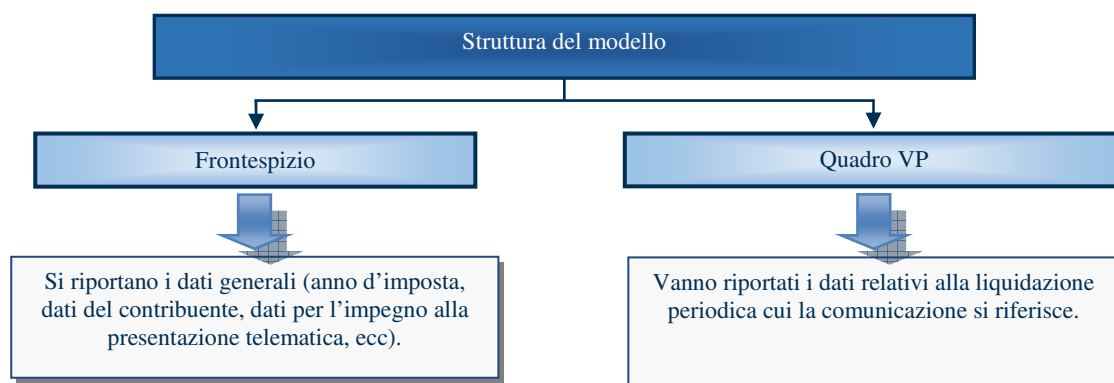 Struttura del modello
Frontespizio
Quadro VP
Si riportano i dati generali (anno d’imposta,
dati del contribuente, dati per l’impegno alla
presentazione telematica, ecc).
Vanno riportati i dati relativi alla liquidazione
periodica cui la comunicazione si riferisce.